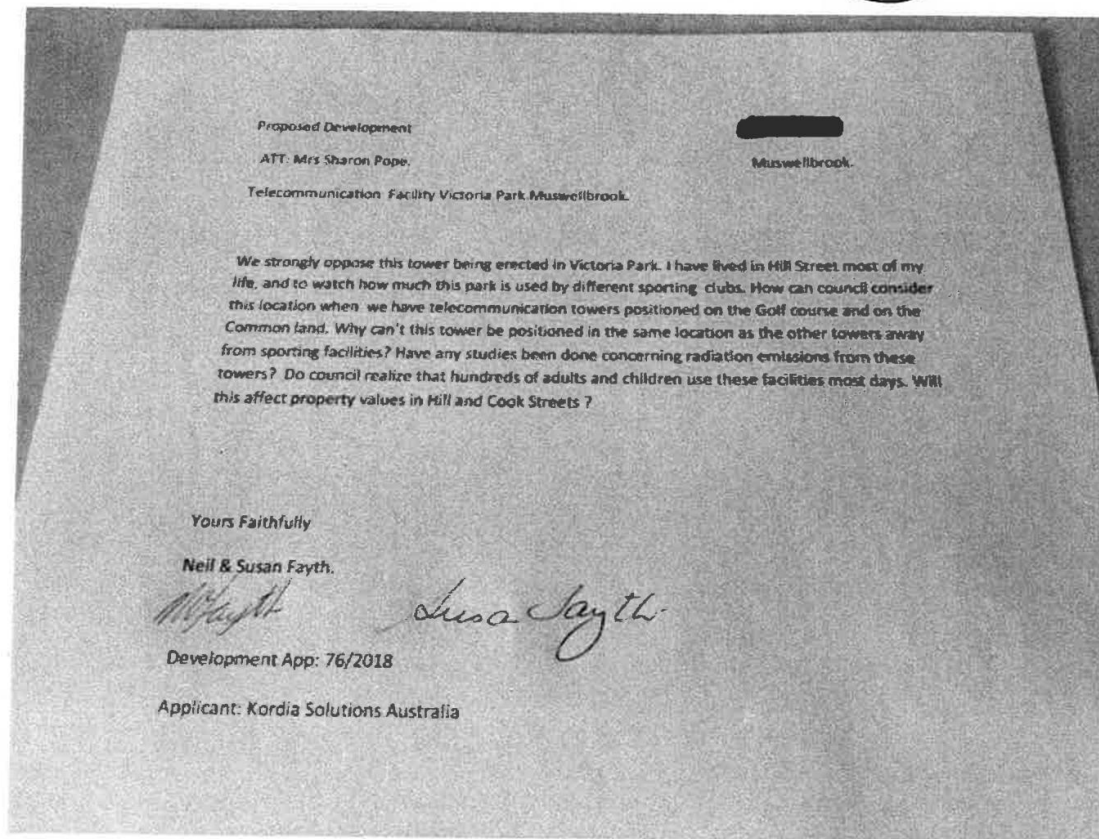 Proposed Development
ATT: Mrs Sharon Pope.
Muswellbrook.
Telecommunication Facility Victoria Park.Muswellbrook.
We strongly oppose this tower being erected in Victoria Park. I have lived in Hill Street most of my
life, and to watch how much this park is used by different sporting clubs. How can council consider
this location when we have telecommunication towers positioned on the Golf course and on the
Common land. Why can't this tower be positioned in the same location as the other towers away
from sporting facilities? Have any studies been done concerning radiation emissions from these
towers? Do council realize that hundreds of adults and children use these facilities most days. Will
this affect property values in Hill and Cook Streets ?
Yours Faithfully
Neil & Susan Fayth.
NFayth
Susa Fayth.
Development App: 76/2018
Applicant: Kordia Solutions Australia